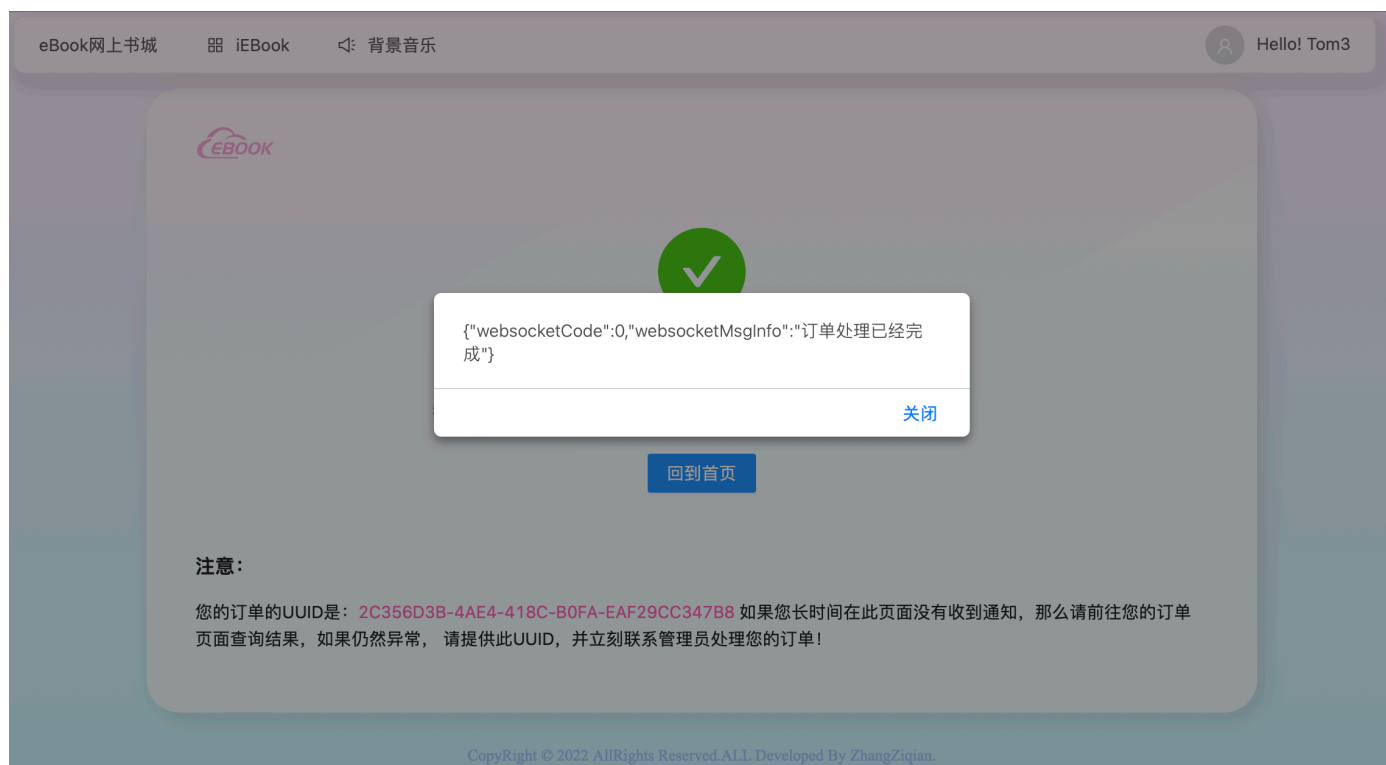 eBook网上书城 iEBook 背景音乐 Hello! Tom3
EBOOK
{"websocketCode":0,"websocketMsgInfo":"订单处理已经完
成"}
关闭
回到首页
注意：
您的订单的UUID是：2C356D3B-4AE4-418C-B0FA-EAF29CC347B8 如果您长时间在此页面没有收到通知，那么请前往您的订单
页面查询结果，如果仍然异常， 请提供此UUID，并立刻联系管理员处理您的订单！
CopyRight © 2022 AllRights Reserved.ALL Developed By ZhangZiqian.